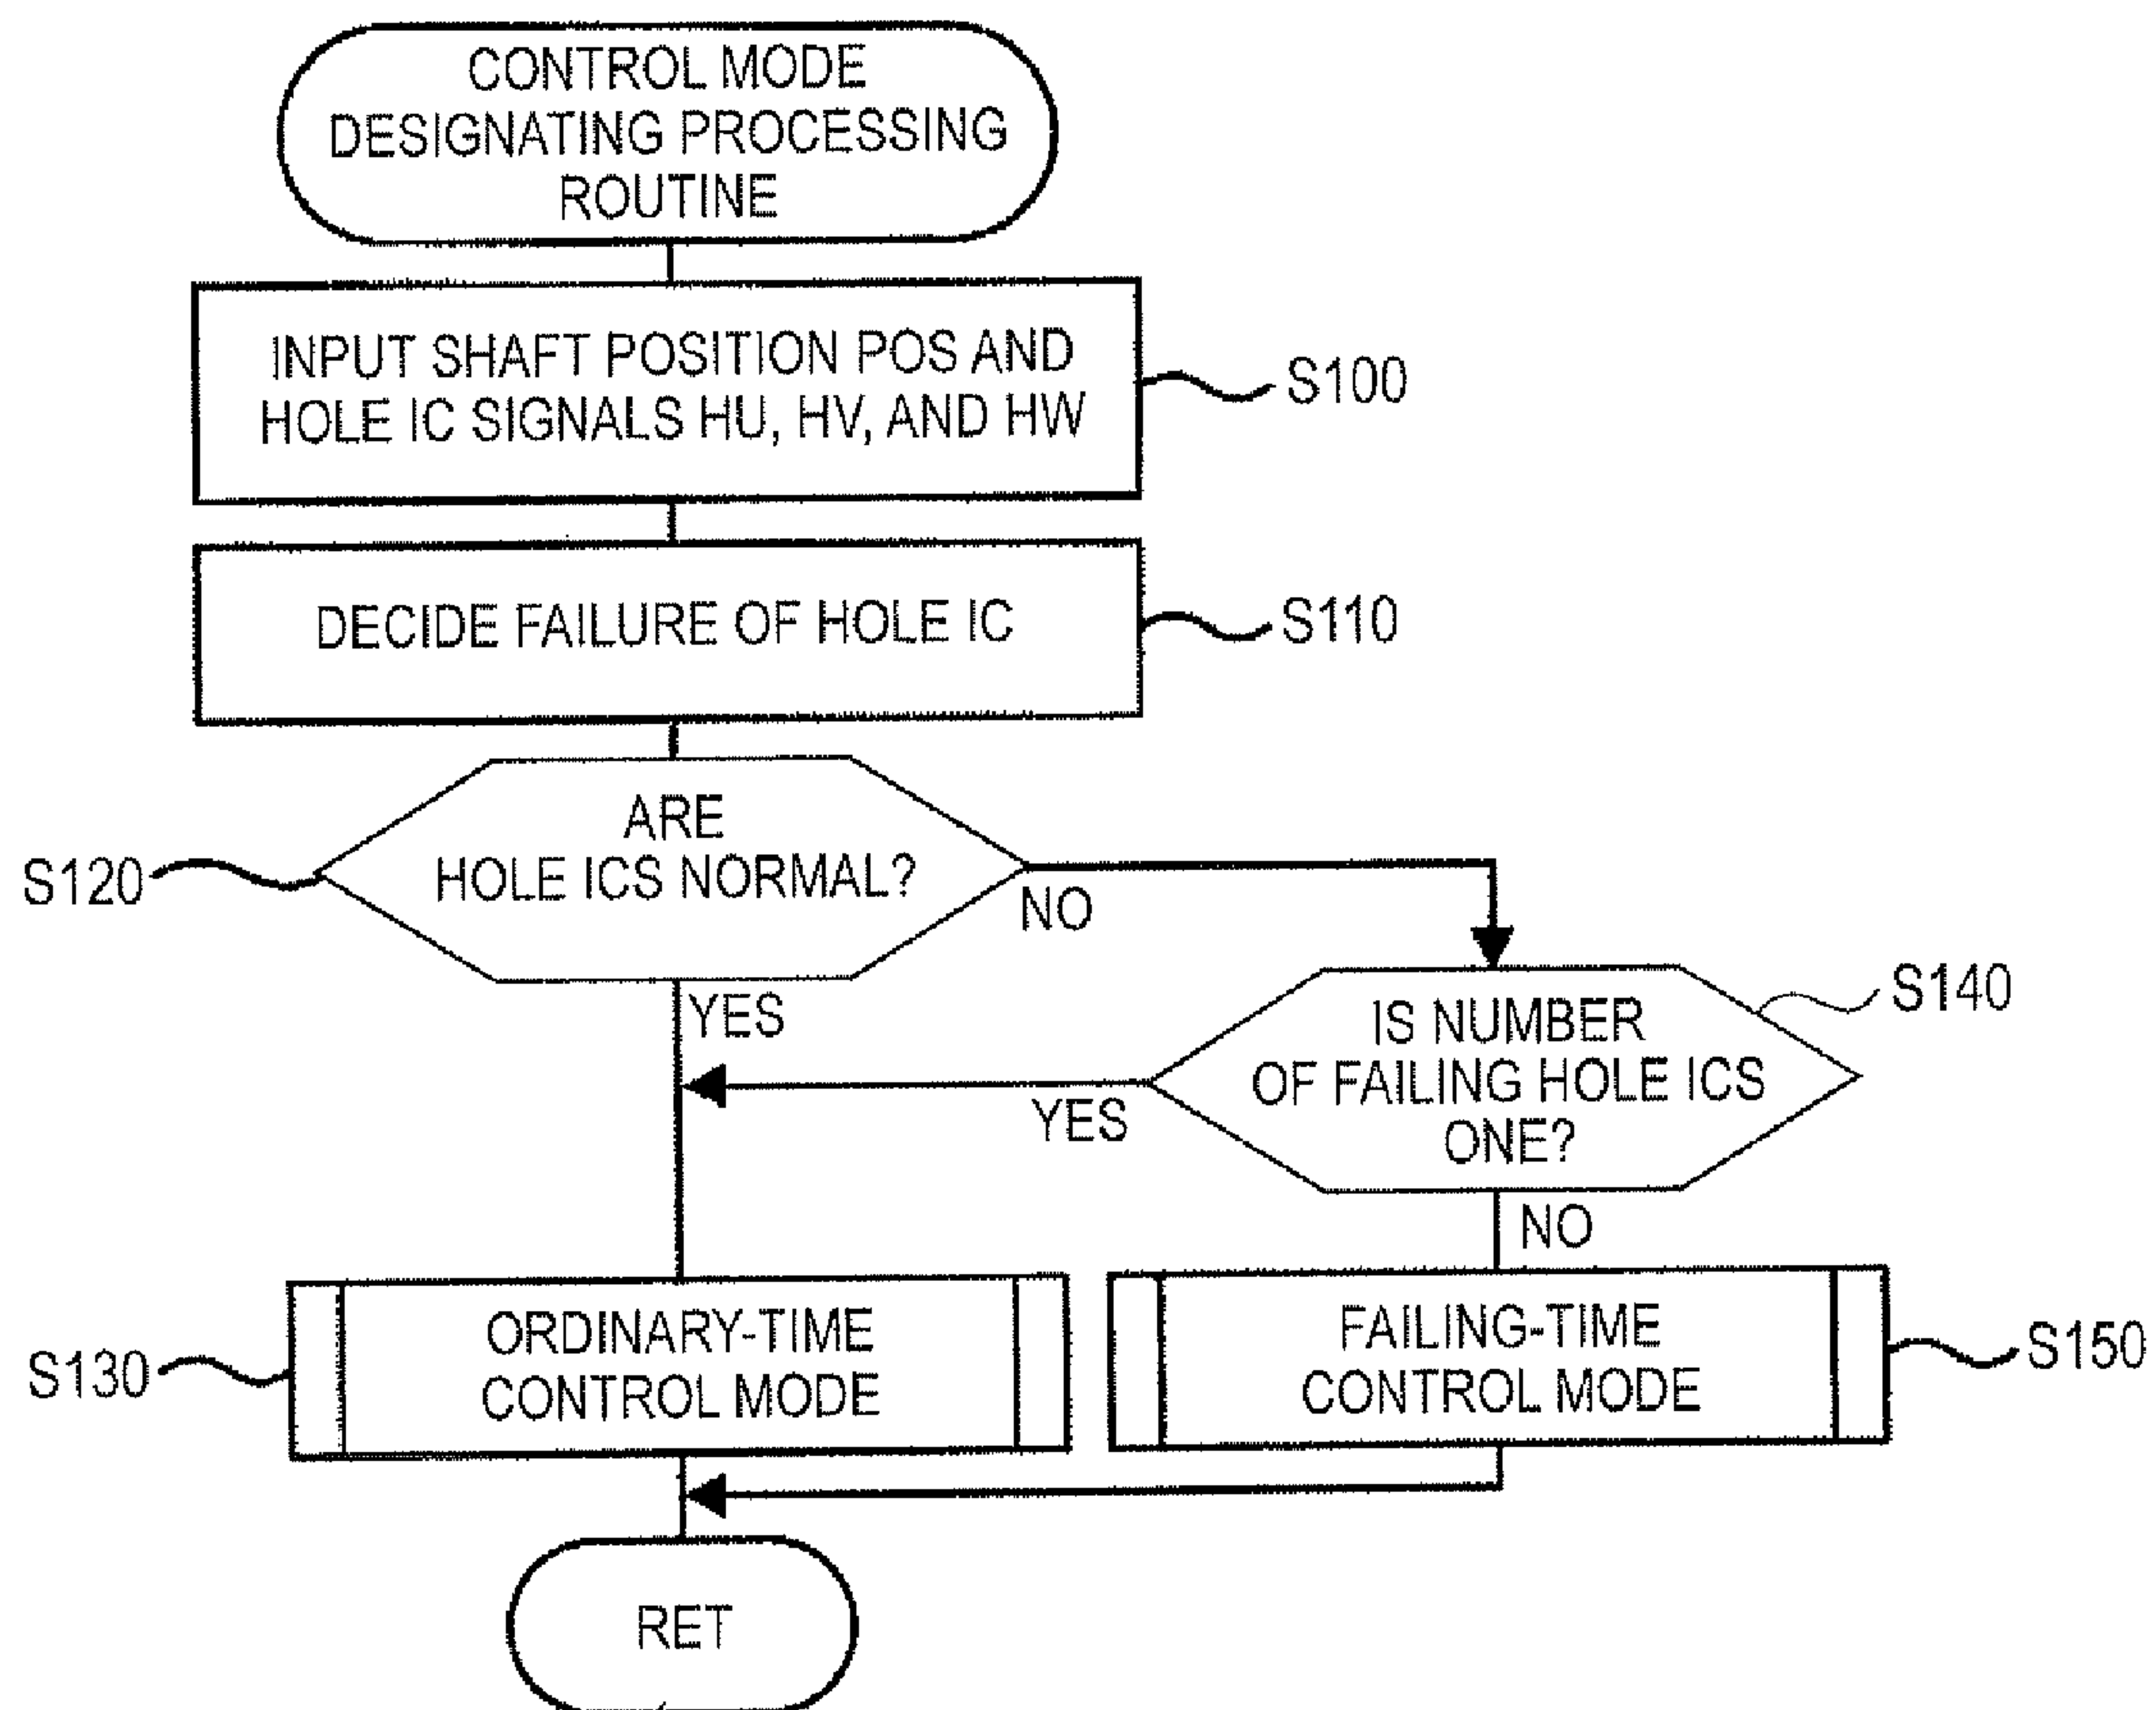 CONTROL MODE
DESIGNATING PROCESSING
ROUTINE
INPUT SHAFT POSITION POS AND
HOLE IC SIGNALS HU, HV, AND HW
S100
DECIDE FAILURE OF HOLE IC
S110
ARE
HOLE ICS NORMAL?
S120
NO
YES
IS NUMBER
OF FAILING HOLE ICS
ONE?
S140
YES
NO
ORDINARY-TIME
CONTROL MODE
S130
FAILING-TIME
CONTROL MODE
S150
RET